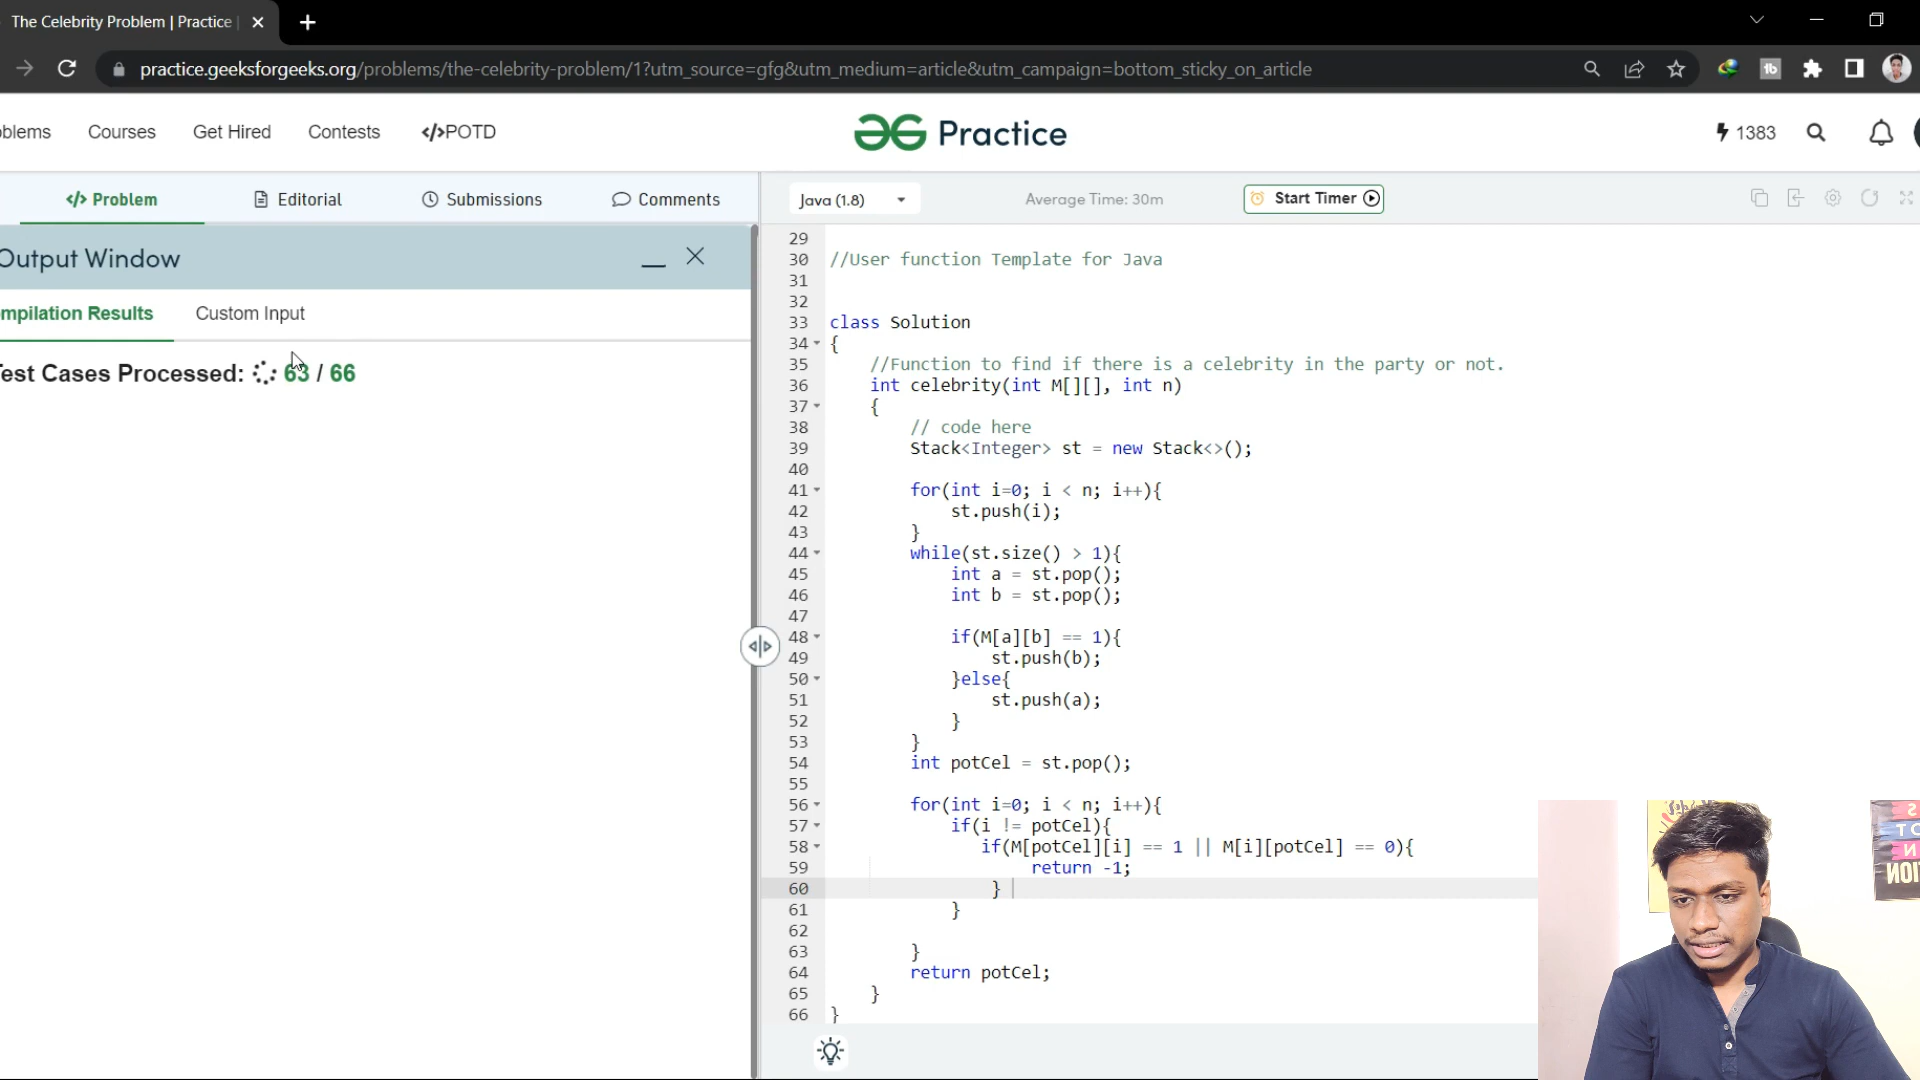 The Celebrity Problem | Practice
practice.geeksforgeeks.org/problems/the-celebrity-problem/1?utm_source=gfg&utm_medium=article&utm_campaign=bottom_sticky_on_article
oblems Courses Get Hired Contests </>POTD
Practice
1383
</> Problem Editorial Submissions Comments
Java (1.8) Average Time: 30m Start Timer
Output Window
mpilation Results Custom Input
Test Cases Processed: 63 / 66
29
30 //User function Template for Java
31
32
33 class Solution
34 {
35 //Function to find if there is a celebrity in the party or not.
36 int celebrity(int M[][], int n)
37 {
38 // code here
39 Stack<Integer> st = new Stack<>();
40
41 for(int i=0; i < n; i++){
42 st.push(i);
43 }
44 while(st.size() > 1){
45 int a = st.pop();
46 int b = st.pop();
47
48 if(M[a][b] == 1){
49 st.push(b);
50 }else{
51 st.push(a);
52 }
53 }
54 int potCel = st.pop();
55
56 for(int i=0; i < n; i++){
57 if(i != potCel){
58 if(M[potCel][i] == 1 || M[i][potCel] == 0){
59 return -1;
60 }
61 }
62
63 }
64 return potCel;
65 }
66 }